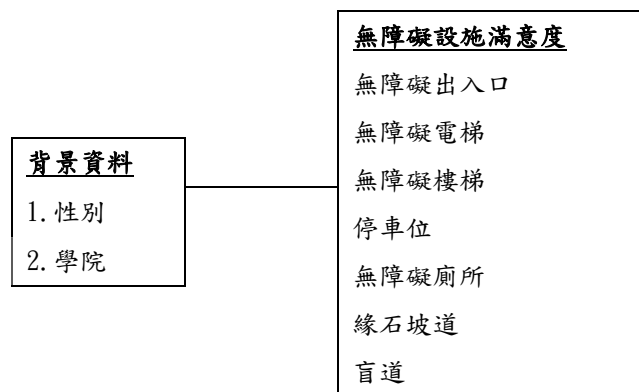 背景資料
1.性別
2.學院
無障礙設施滿意度
無障礙出入口
無障礙電梯
無障礙樓梯
停車位
無障礙廁所
緣石坡道
盲道